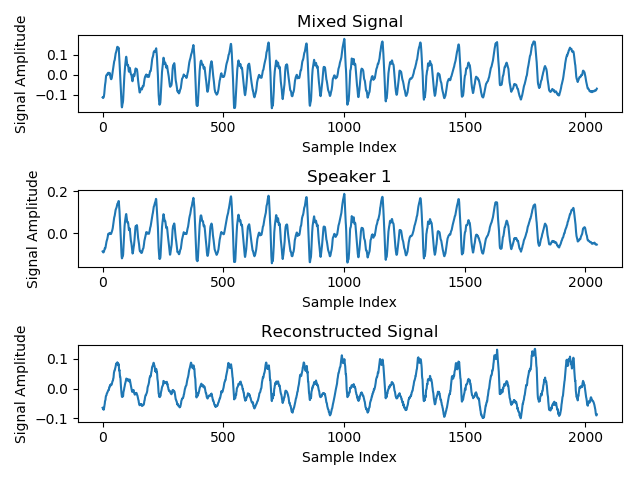 Mixed Signal
Signal Amplitude
0.1
0.0
−0.1
0
500
1000
1500
2000
Sample Index
Speaker 1
Signal Amplitude
0.2
0.0
0
500
1000
1500
2000
Sample Index
Reconstructed Signal
Signal Amplitude
0.1
0.0
−0.1
0
500
1000
1500
2000
Sample Index